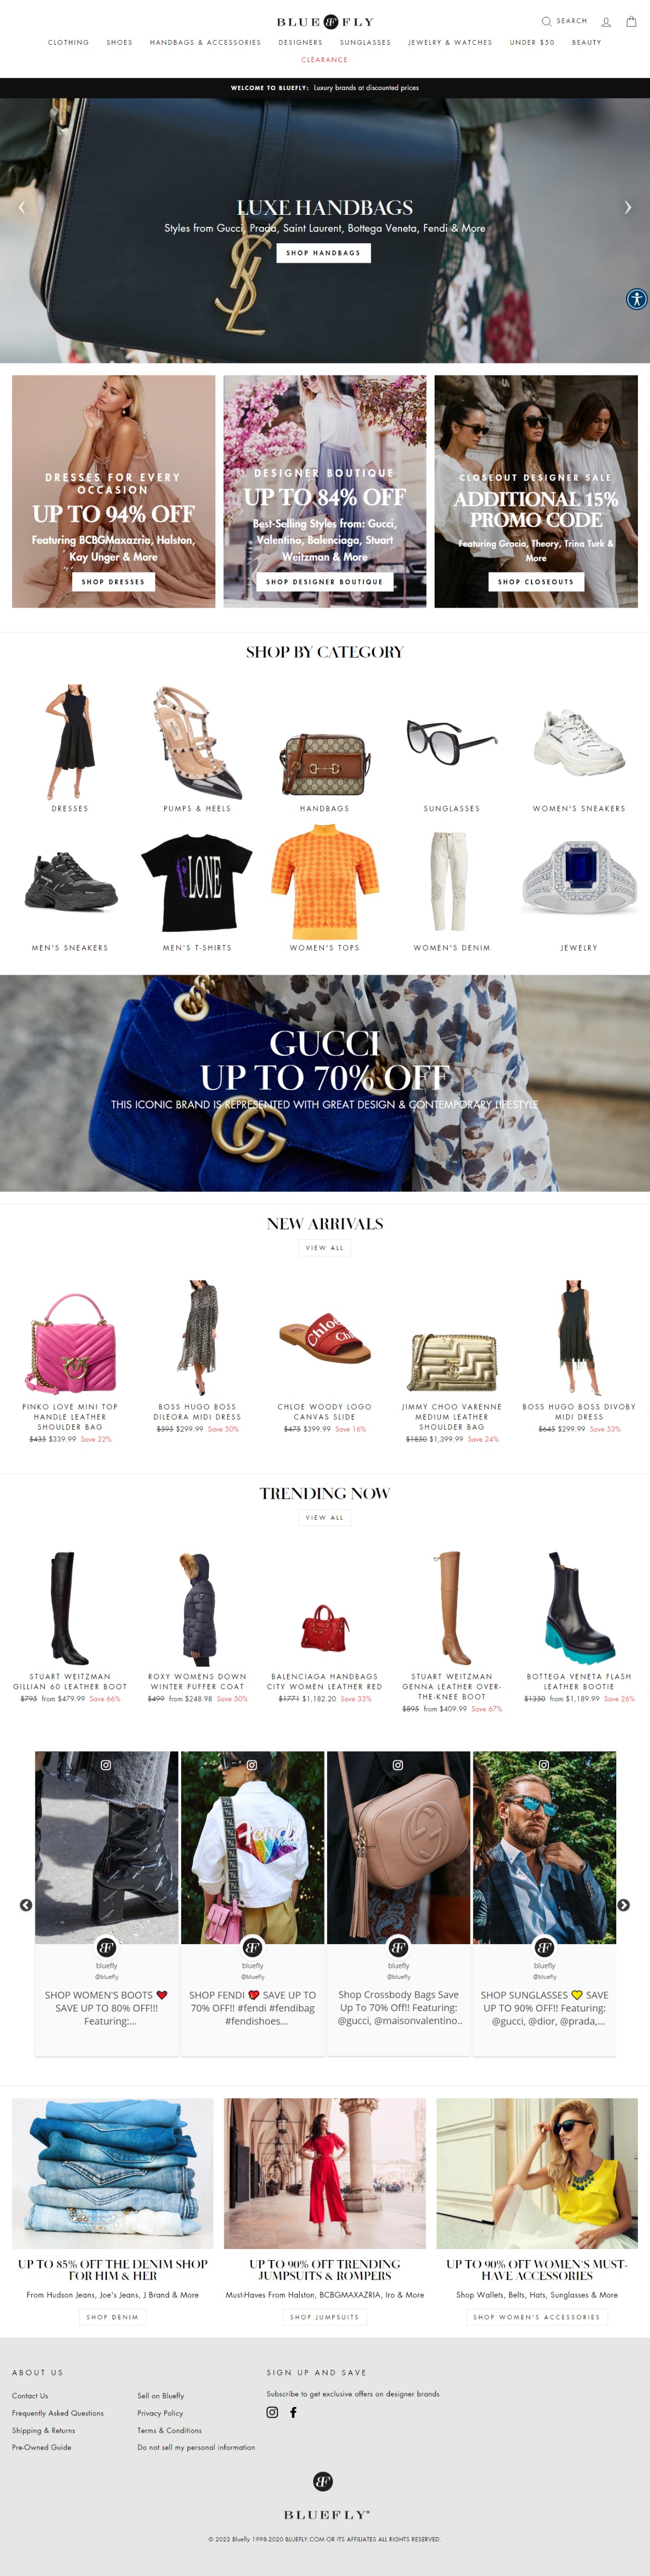 BLUEFLY
SEARCH
CLOTHING SHOES HANDBAGS & ACCESSORIES DESIGNERS SUNGLASSES JEWELRY & WATCHES UNDER $50 BEAUTY
CLEARANCE
WELCOME TO BLUEFLY: Luxury brands at discounted prices
LUXE HANDBAGS
Styles from Gucci, Prada, Saint Laurent, Bottega Veneta, Fendi & More
SHOP HANDBAGS
DRESSES FOR EVERY
OCCASION
UP TO 94% OFF
Featuring BCBGMaxazria, Halston,
Kay Unger & More
SHOP DRESSES
DESIGNER BOUTIQUE
UP TO 84% OFF
Best-Selling Styles from: Gucci,
Valentino, Balenciaga, Stuart
Weitzman & More
SHOP DESIGNER BOUTIQUE
CLOSEOUT DESIGNER SALE
ADDITIONAL 15%
PROMO CODE
Featuring Gracia, Theory, Trina Turk &
More
SHOP CLOSEOUTS
SHOP BY CATEGORY
DRESSES
PUMPS & HEELS
HANDBAGS
SUNGLASSES
WOMEN'S SNEAKERS
LONE
MEN'S SNEAKERS
MEN'S T-SHIRTS
WOMEN'S TOPS
WOMEN'S DENIM
JEWELRY
GUCCI
UP TO 70% OFF
THIS ICONIC BRAND IS REPRESENTED WITH GREAT DESIGN & CONTEMPORARY LIFESTYLE
NEW ARRIVALS
VIEW ALL
Chloé
PINKO LOVE MINI TOP
HANDLE LEATHER
SHOULDER BAG
$435 $339.99 Save 22%
BOSS HUGO BOSS
DILEORA MIDI DRESS
$595 $299.99 Save 50%
CHLOE WOODY LOGO
CANVAS SLIDE
$475 $399.99 Save 16%
JIMMY CHOO VARENNE
MEDIUM LEATHER
SHOULDER BAG
$1850 $1,399.99 Save 24%
BOSS HUGO BOSS DIVOBY
MIDI DRESS
$645 $299.99 Save 53%
TRENDING NOW
VIEW ALL
STUART WEITZMAN
GILLIAN 60 LEATHER BOOT
$795 from $479.99 Save 66%
ROXY WOMENS DOWN
WINTER PUFFER COAT
$499 from $248.98 Save 50%
BALENCIAGA HANDBAGS
CITY WOMEN LEATHER RED
$1771 $1,182.20 Save 33%
STUART WEITZMAN
GENNA LEATHER OVER-
THE-KNEE BOOT
$895 from $409.99 Save 67%
BOTTEGA VENETA FLASH
LEATHER BOOTIE
$1350 from $1,189.99 Save 26%
bluefly
@bluefly
SHOP WOMEN'S BOOTS ❤️
SAVE UP TO 80% OFF!!!
Featuring:...
Fendi
bluefly
@bluefly
SHOP FENDI ❤️ SAVE UP TO
70% OFF!! #fendi #fendibag
#fendishoes...
bluefly
@bluefly
Shop Crossbody Bags Save
Up To 70% Off!! Featuring:
@gucci, @maisonvalentino..
bluefly
@bluefly
SHOP SUNGLASSES 💛 SAVE
UP TO 90% OFF!! Featuring:
@gucci, @dior, @prada,...
UP TO 85% OFF THE DENIM SHOP
FOR HIM & HER
From Hudson Jeans, Joe's Jeans, J Brand & More
SHOP DENIM
UP TO 90% OFF TRENDING
JUMPSUITS & ROMPERS
Must-Haves From Halston, BCBGMAXAZRIA, Iro & More
SHOP JUMPSUITS
UP TO 90% OFF WOMEN'S MUST-
HAVE ACCESSORIES
Shop Wallets, Belts, Hats, Sunglasses & More
SHOP WOMEN'S ACCESSORIES
ABOUT US
Contact Us
Frequently Asked Questions
Shipping & Returns
Pre-Owned Guide
Sell on Bluefly
Privacy Policy
Terms & Conditions
Do not sell my personal information
SIGN UP AND SAVE
Subscribe to get exclusive offers on designer brands
BLUEFLY®
© 2022 Bluefly 1998-2020 BLUEFLY.COM OR ITS AFFILIATES ALL RIGHTS RESERVED.